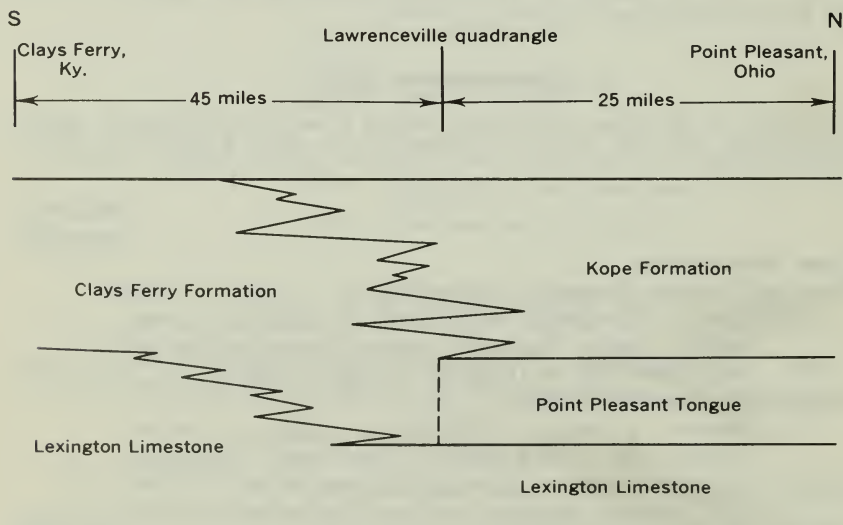 S
N
Clays Ferry,
Ky.
Lawrenceville quadrangle
Point Pleasant,
Ohio
45 miles
25 miles
Kope Formation
Clays Ferry Formation
Point Pleasant Tongue
Lexington Limestone
Lexington Limestone